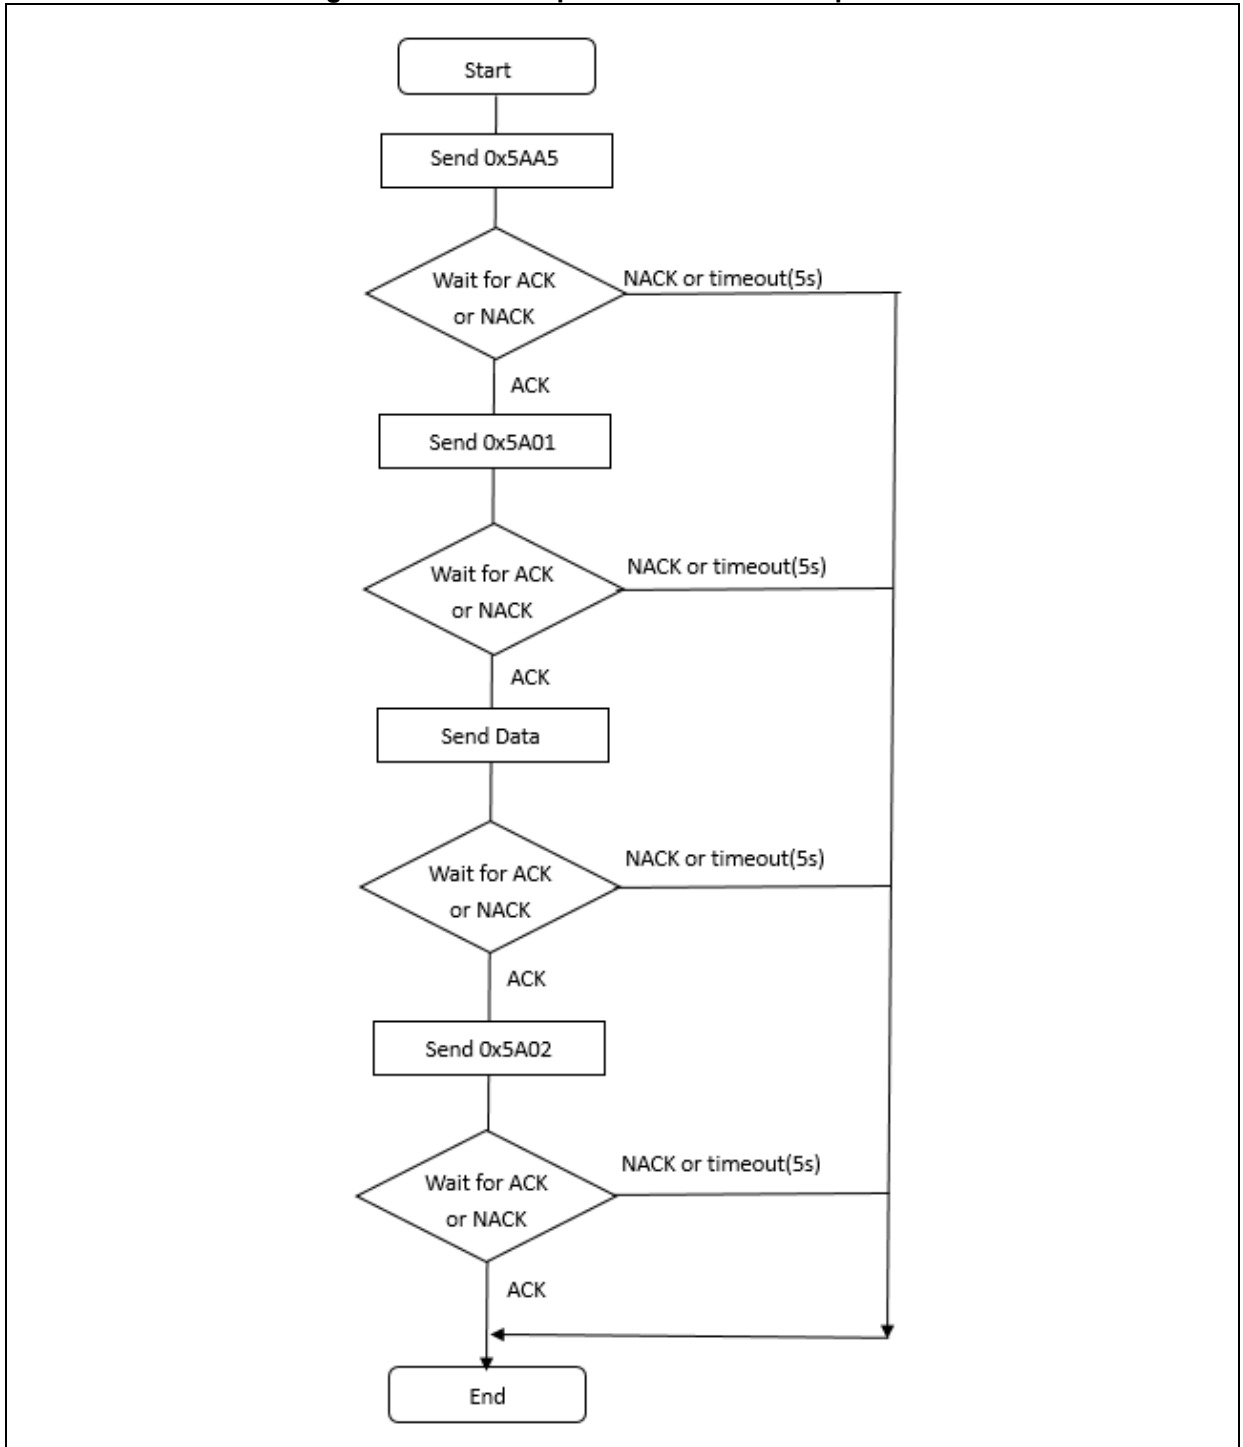 Start
Send 0x5AA5
Wait for ACK
or NACK
NACK or timeout(5s)
ACK
Send 0x5A01
Wait for ACK
or NACK
NACK or timeout(5s)
ACK
Send Data
Wait for ACK
or NACK
NACK or timeout(5s)
ACK
Send 0x5A02
Wait for ACK
or NACK
NACK or timeout(5s)
ACK
End